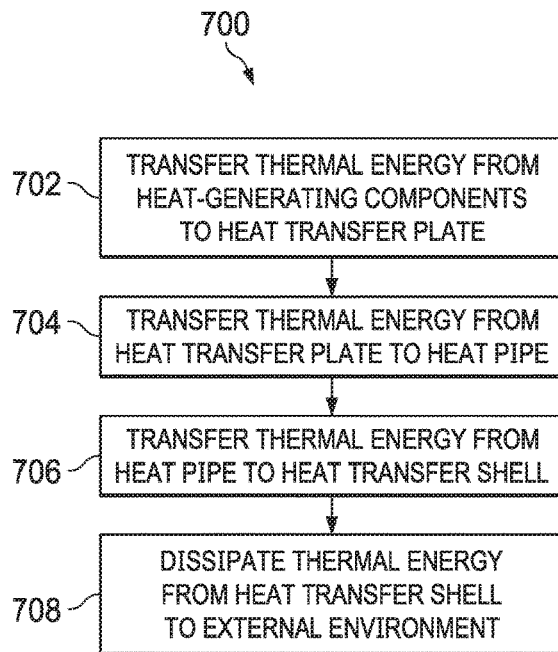 700
702
TRANSFER THERMAL ENERGY FROM
HEAT-GENERATING COMPONENTS
TO HEAT TRANSFER PLATE
704
TRANSFER THERMAL ENERGY FROM
HEAT TRANSFER PLATE TO HEAT PIPE
706
TRANSFER THERMAL ENERGY FROM
HEAT PIPE TO HEAT TRANSFER SHELL
708
DISSIPATE THERMAL ENERGY
FROM HEAT TRANSFER SHELL
TO EXTERNAL ENVIRONMENT